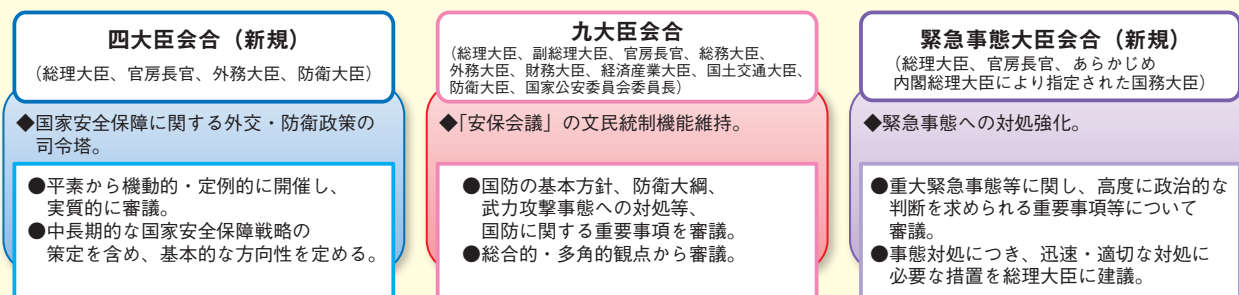 四大臣会合（新規）
（総理大臣、官房長官、外務大臣、防衛大臣）
◆国家安全保障に関する外交・防衛政策の
司令塔。
●平素から機動的・定例的に開催し、
実質的に審議。
●中長期的な国家安全保障戦略の
策定を含め、基本的な方向性を定める。
九大臣会合
（総理大臣、副総理大臣、官房長官、総務大臣、
外務大臣、財務大臣、経済産業大臣、国土交通大臣、
防衛大臣、国家公安委員会委員長）
◆「安保会議」の文民統制機能維持。
●国防の基本方針、防衛大綱、
武力攻撃事態への対処等、
国防に関する重要事項を審議。
●総合的・多角的観点から審議。
緊急事態大臣会合（新規）
（総理大臣、官房長官、あらかじめ
内閣総理大臣により指定された国務大臣）
◆緊急事態への対処強化。
●重大緊急事態等に関し、高度に政治的な
判断を求められる重要事項等について
審議。
●事態対処につき、迅速・適切な対処に
必要な措置を総理大臣に建議。